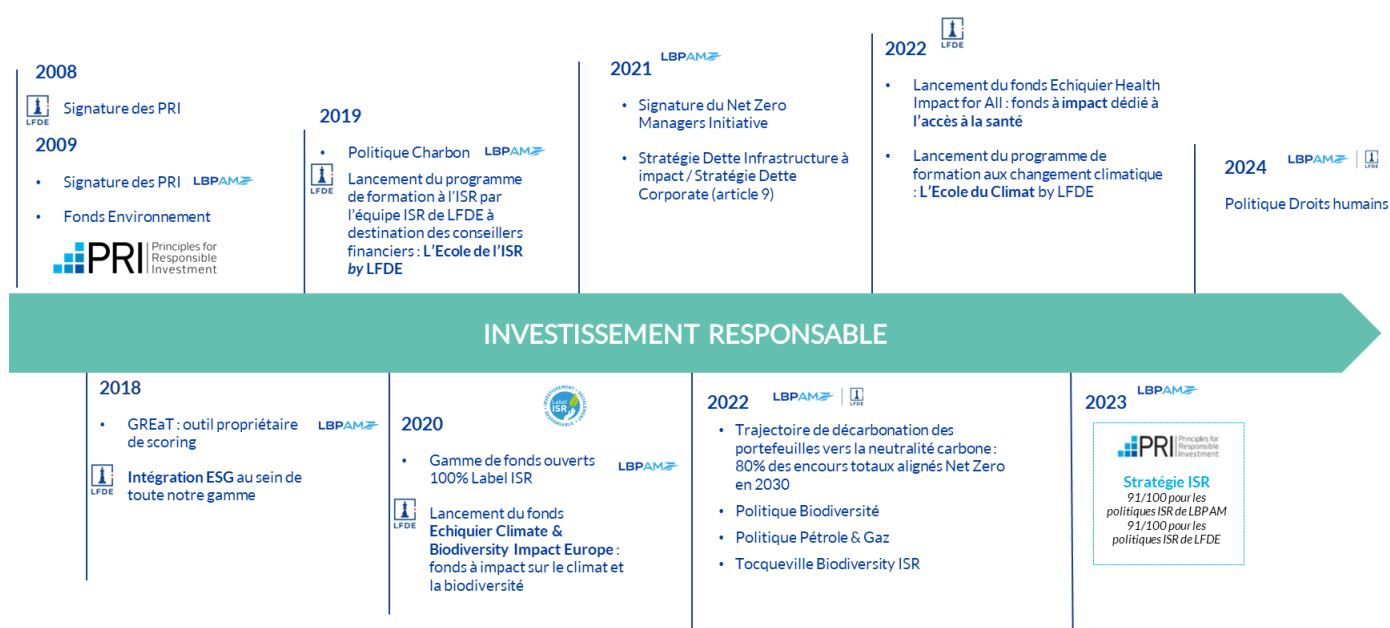 2008
LFDE
Signature des PRI
2009
• Signature des PRI LBPAM
• Fonds Environnement
PRI Principles for
Responsible
Investment
2019
• Politique Charbon LBPAM
LFDE
Lancement du programme
de formation à l'ISR par
l'équipe ISR de LFDE à
destination des conseillers
financiers : L'Ecole de l'ISR
by LFDE
2021 LBPAM
• Signature du Net Zero
Managers Initiative
• Stratégie Dette Infrastructure à
impact / Stratégie Dette
Corporate (article 9)
2022 LFDE
• Lancement du fonds Echiquier Health
Impact for All : fonds à impact dédié à
l'accès à la santé
• Lancement du programme de
formation aux changement climatique
: L'Ecole du Climat by LFDE
2024 LBPAM | LFDE
Politique Droits humains
INVESTISSEMENT RESPONSABLE
2018
• GREaT : outil propriétaire
de scoring
LBPAM
LFDE
Intégration ESG au sein de
toute notre gamme
INVESTISSEMENT • SOCIALEMENT RESPONSABLE •
Label
ISR
2020
• Gamme de fonds ouverts
100% Label ISR
LBPAM
LFDE
Lancement du fonds
Echiquier Climate &
Biodiversity Impact Europe :
fonds à impact sur le climat et
la biodiversité
2022 LBPAM | LFDE
• Trajectoire de décarbonation des
portefeuilles vers la neutralité carbone :
80% des encours totaux alignés Net Zero
en 2030
• Politique Biodiversité
• Politique Pétrole & Gaz
• Tocqueville Biodiversity ISR
2023 LBPAM
PRI Principles for
Responsible
Investment
Stratégie ISR
91/100 pour les
politiques ISR de LBPAM
91/100 pour les
politiques ISR de LFDE